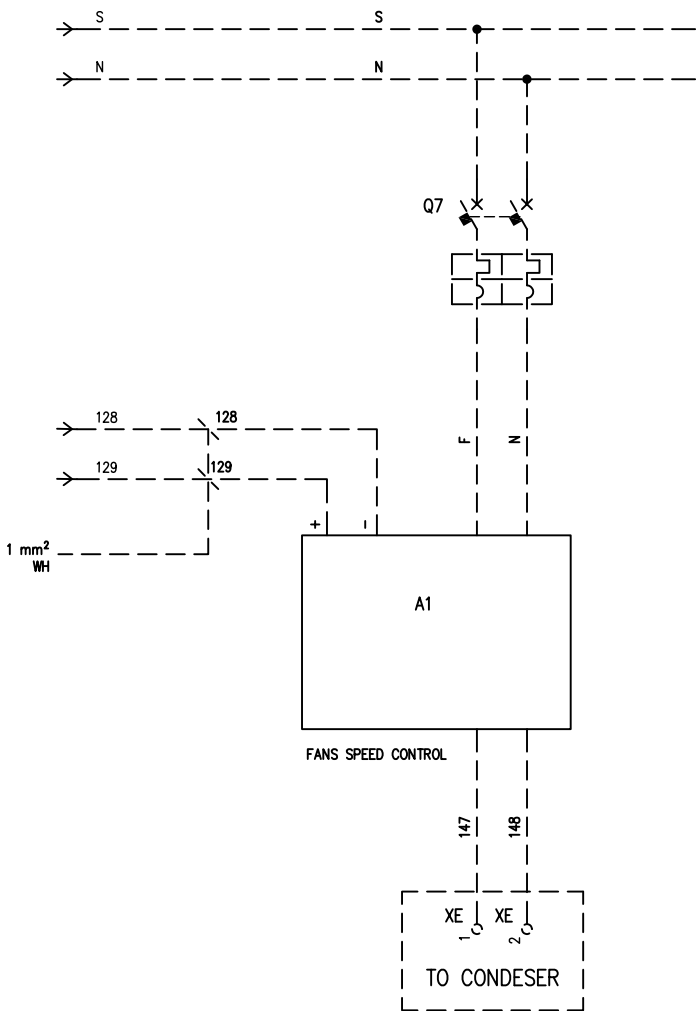 S S
N N
Q7
128 128
F N
129 129
+ -
1 mm²
WH
A1
FANS SPEED CONTROL
147 148
XE XE
1 2
TO CONDESER